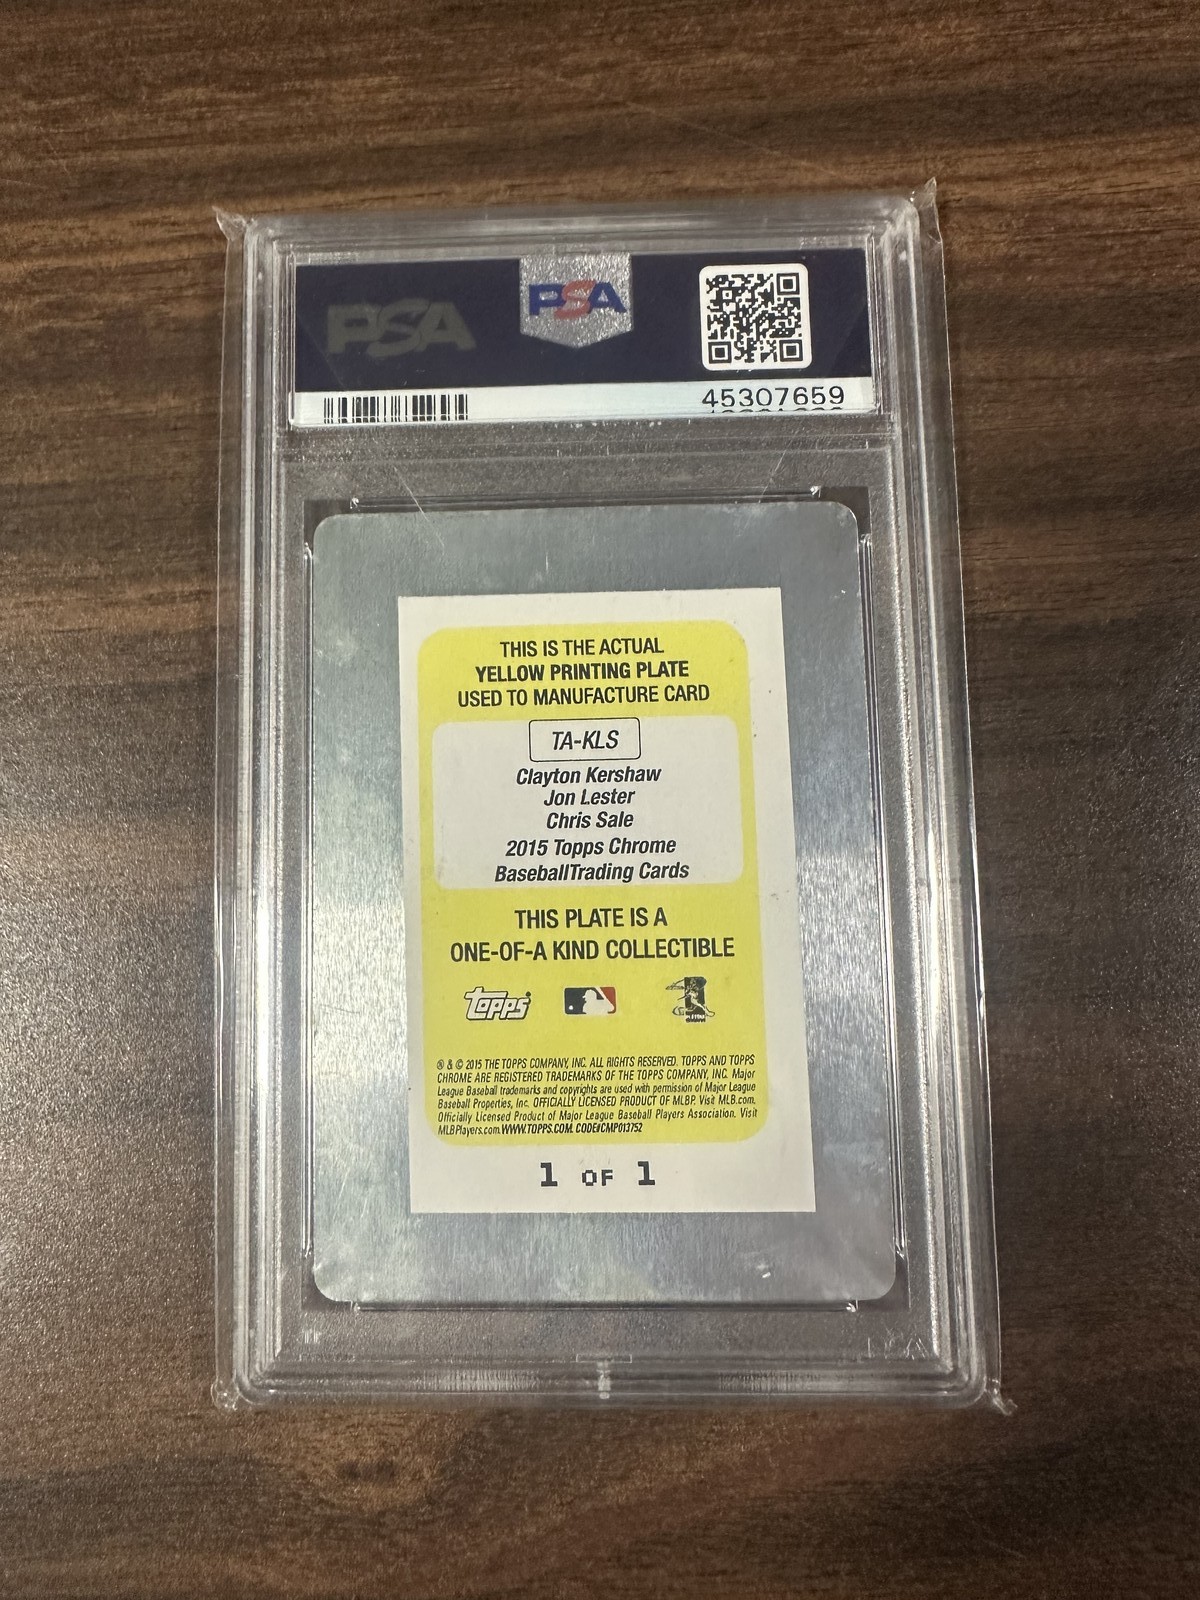 PSA
PSA
45307659
THIS IS THE ACTUAL
YELLOW PRINTING PLATE
USED TO MANUFACTURE CARD
TA-KLS
Clayton Kershaw
Jon Lester
Chris Sale
2015 Topps Chrome
BaseballTrading Cards
THIS PLATE IS A
ONE-OF-A KIND COLLECTIBLE
topps
® & © 2015 THE TOPPS COMPANY, INC. ALL RIGHTS RESERVED. TOPPS AND TOPPS
CHROME ARE REGISTERED TRADEMARKS OF THE TOPPS COMPANY, INC. Major
League Baseball trademarks and copyrights are used with permission of Major League
Baseball Properties, Inc. OFFICIALLY LICENSED PRODUCT OF MLBP. Visit MLB.com.
Officially Licensed Product of Major League Baseball Players Association. Visit
MLBPlayers.com. WWW.TOPPS.COM. CODE#CMP013752
1 OF 1